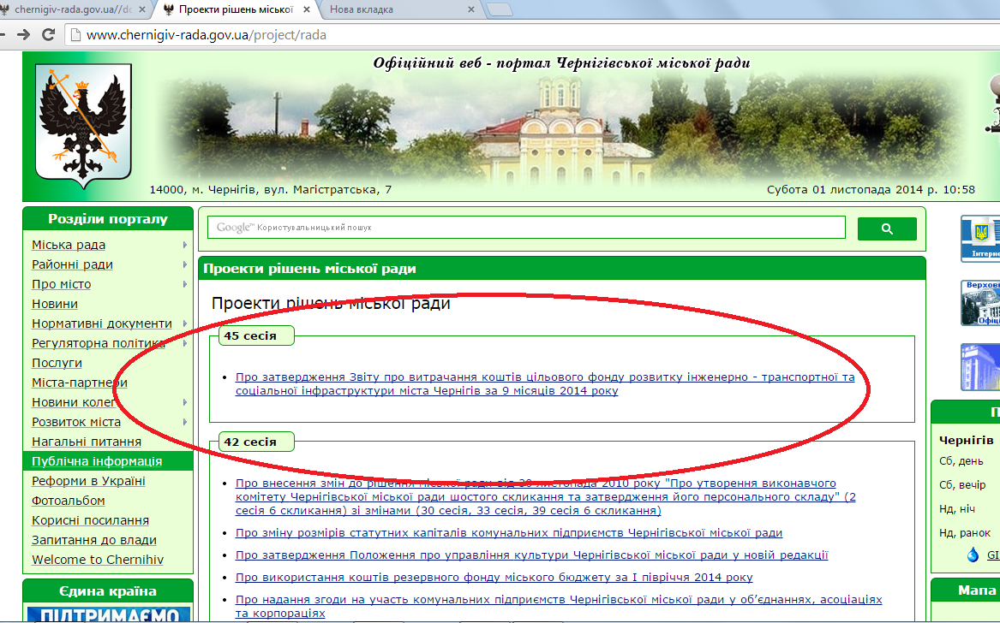 chernigiv-rada.gov.ua//do
Проекти рішень міської
Нова вкладка
www.chernigiv-rada.gov.ua/project/rada
Офіційний веб - портал Чернігівської міської ради
14000, м. Чернігів, вул. Магістратська, 7
Субота 01 листопада 2014 р. 10:58
Розділи порталу
Міська рада
Районні ради
Про місто
Новини
Нормативні документи
Регуляторна політика
Послуги
Міста-партнери
Новини колег
Розвиток міста
Нагальні питання
Публічна інформація
Реформи в Україні
Фотоальбом
Корисні посилання
Запитання до влади
Welcome to Chernihiv
Єдина країна
ПІДТРИМАЄМО
Google™ Користувальницький пошук
Проекти рішень міської ради
Проекти рішень міської ради
45 сесія
Про затвердження Звіту про витрачання коштів цільового фонду розвитку інженерно - транспортної та
соціальної інфраструктури міста Чернігів за 9 місяців 2014 року
42 сесія
Про внесення змін до рішення міської ради від 30 листопада 2010 року "Про утворення виконавчого
комітету Чернігівської міської ради шостого скликання та затвердження його персонального складу" (2
сесія 6 скликання) зі змінами (30 сесія, 33 сесія, 39 сесія 6 скликання)
Про зміну розмірів статутних капіталів комунальних підприємств Чернігівської міської ради
Про затвердження Положення про управління культури Чернігівської міської ради у новій редакції
Про використання коштів резервного фонду міського бюджету за І півріччя 2014 року
Про надання згоди на участь комунальних підприємств Чернігівської міської ради у об’єднаннях, асоціаціях
та корпораціях
Інтерне
Верхов
Офіц
П
Чернігів
Сб, день
Сб, вечір
Нд, ніч
Нд, ранок
GI
Мапа